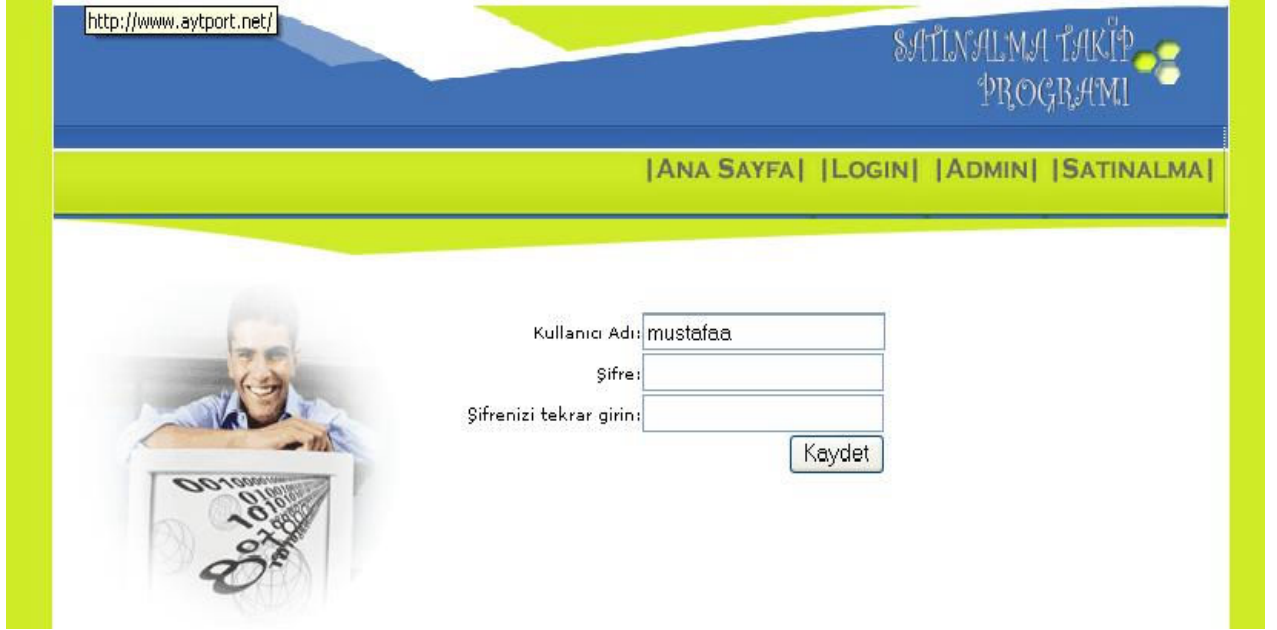 http://www.aytport.net/
SATINALMA TAKİP
PROGRAMI
|ANA SAYFA| |LOGIN| |ADMIN| |SATINALMA|
Kullanıcı Adı: mustafaa
Şifre:
Şifrenizi tekrar girin:
Kaydet